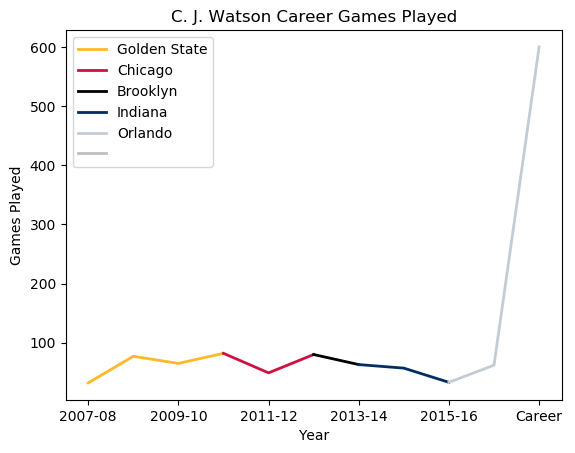 C. J. Watson Career Games Played
Golden State
Chicago
Brooklyn
Indiana
Orlando
600
500
400
300
200
100
Games Played
2007-08 2009-10 2011-12 2013-14 2015-16 Career
Year